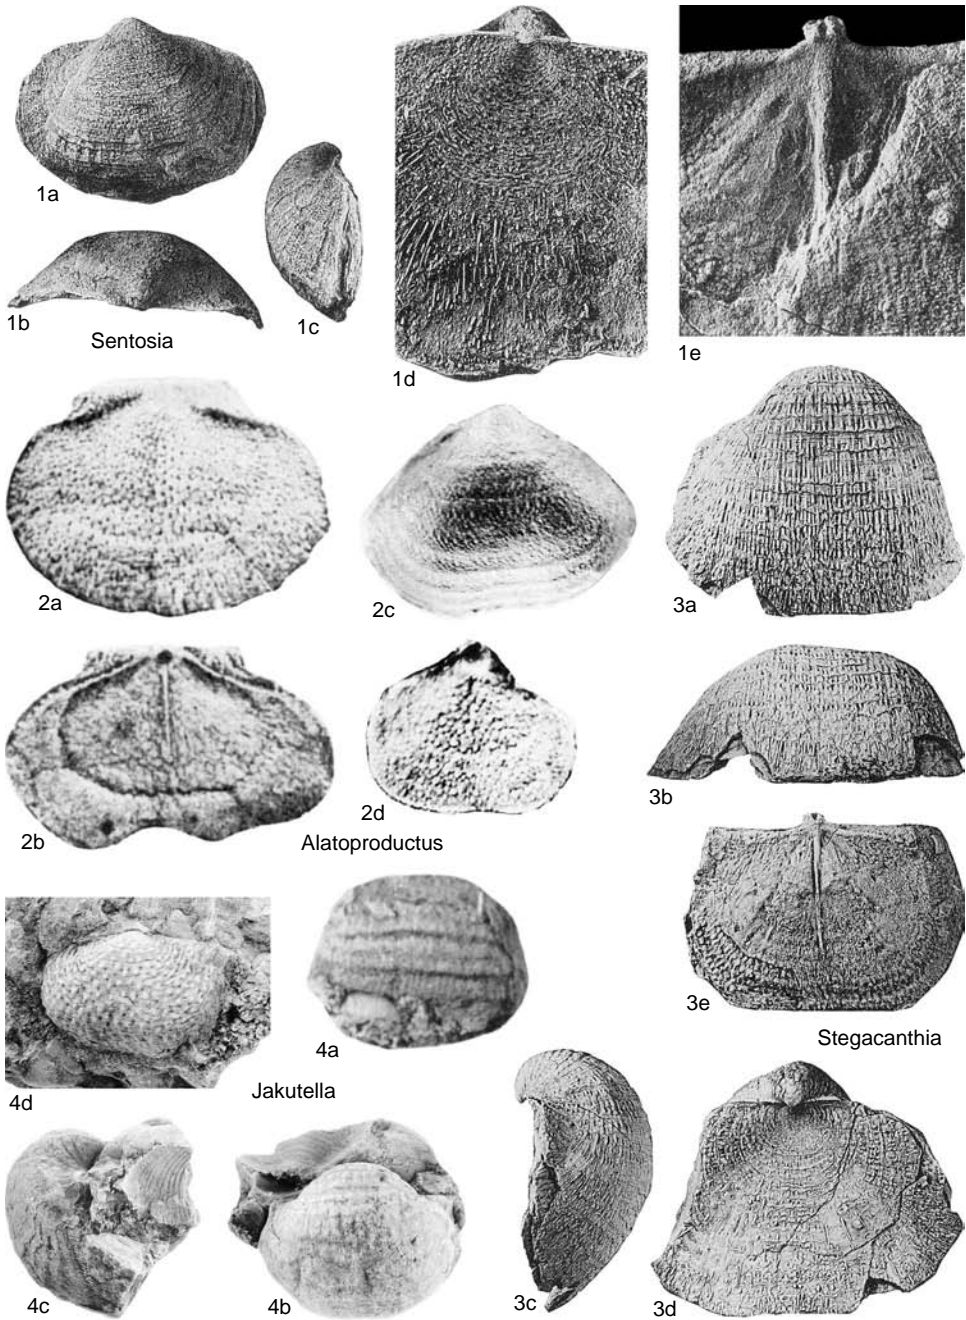 1a
1b
1c
Sentosia
1d
1e
2a
2c
3a
2b
2d
Alatoproductus
3b
3e
Stegacanthia
4d
4a
Jakutella
4c
4b
3c
3d